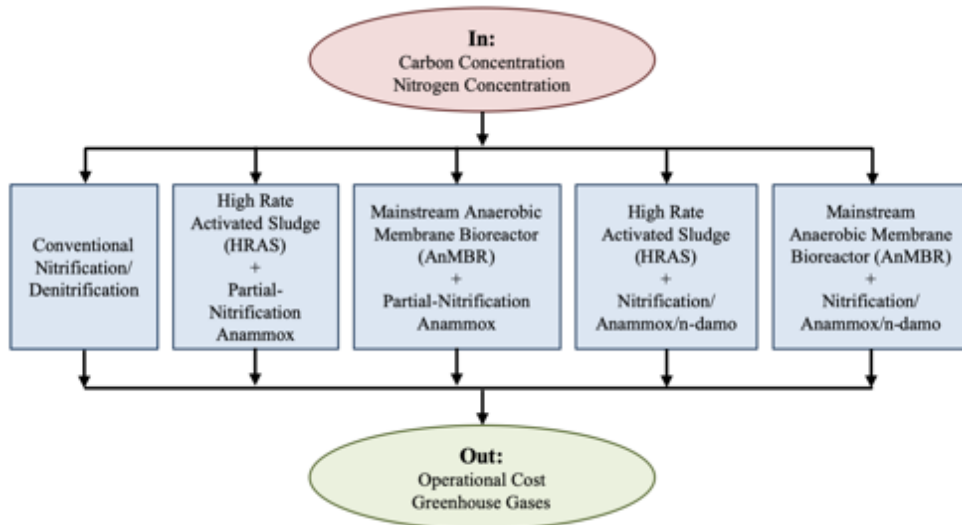 In:
Carbon Concentration
Nitrogen Concentration
Conventional
Nitrification/
Denitrification
High Rate
Activated Sludge
(HRAS)
+
Partial-
Nitrification
Anammox
Mainstream Anaerobic
Membrane Bioreactor
(AnMBR)
+
Partial-Nitrification
Anammox
High Rate
Activated Sludge
(HRAS)
+
Nitrification/
Anammox/n-damo
Mainstream
Anaerobic Membrane
Bioreactor (AnMBR)
+
Nitrification/
Anammox/n-damo
Out:
Operational Cost
Greenhouse Gases